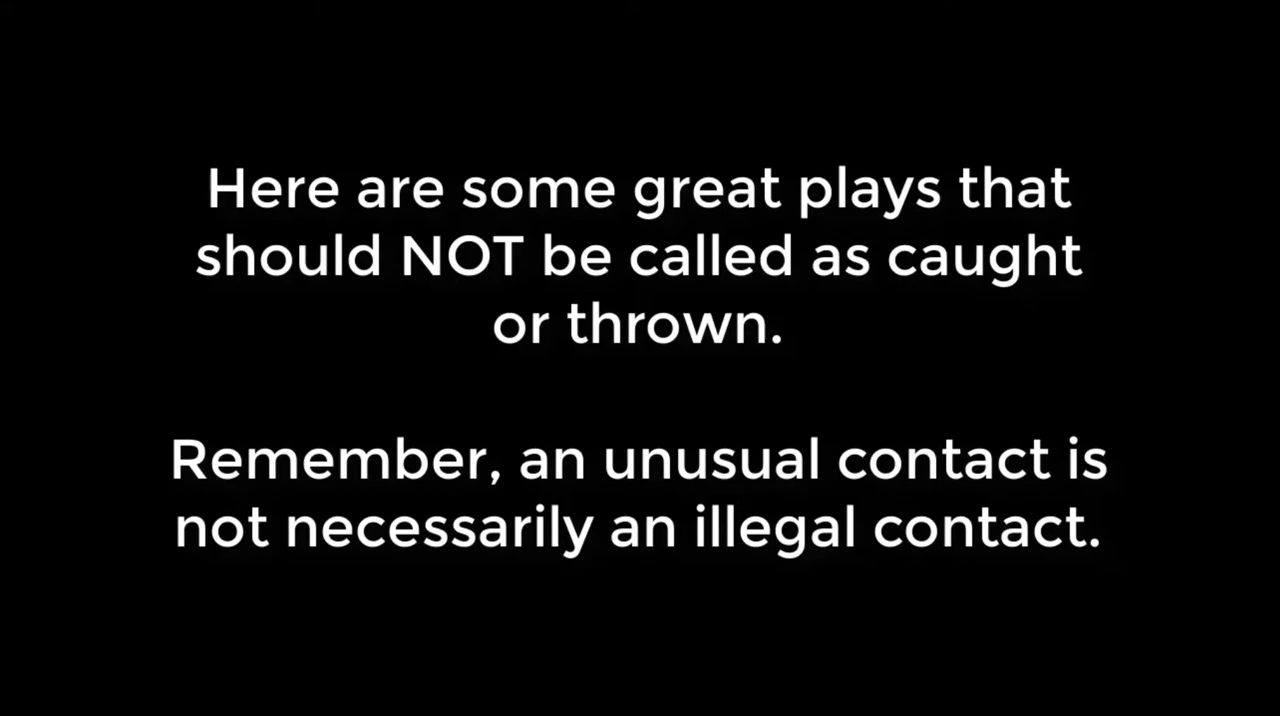 Here are some great plays that
should NOT be called as caught
or thrown.
Remember, an unusual contact is
not necessarily an illegal contact.